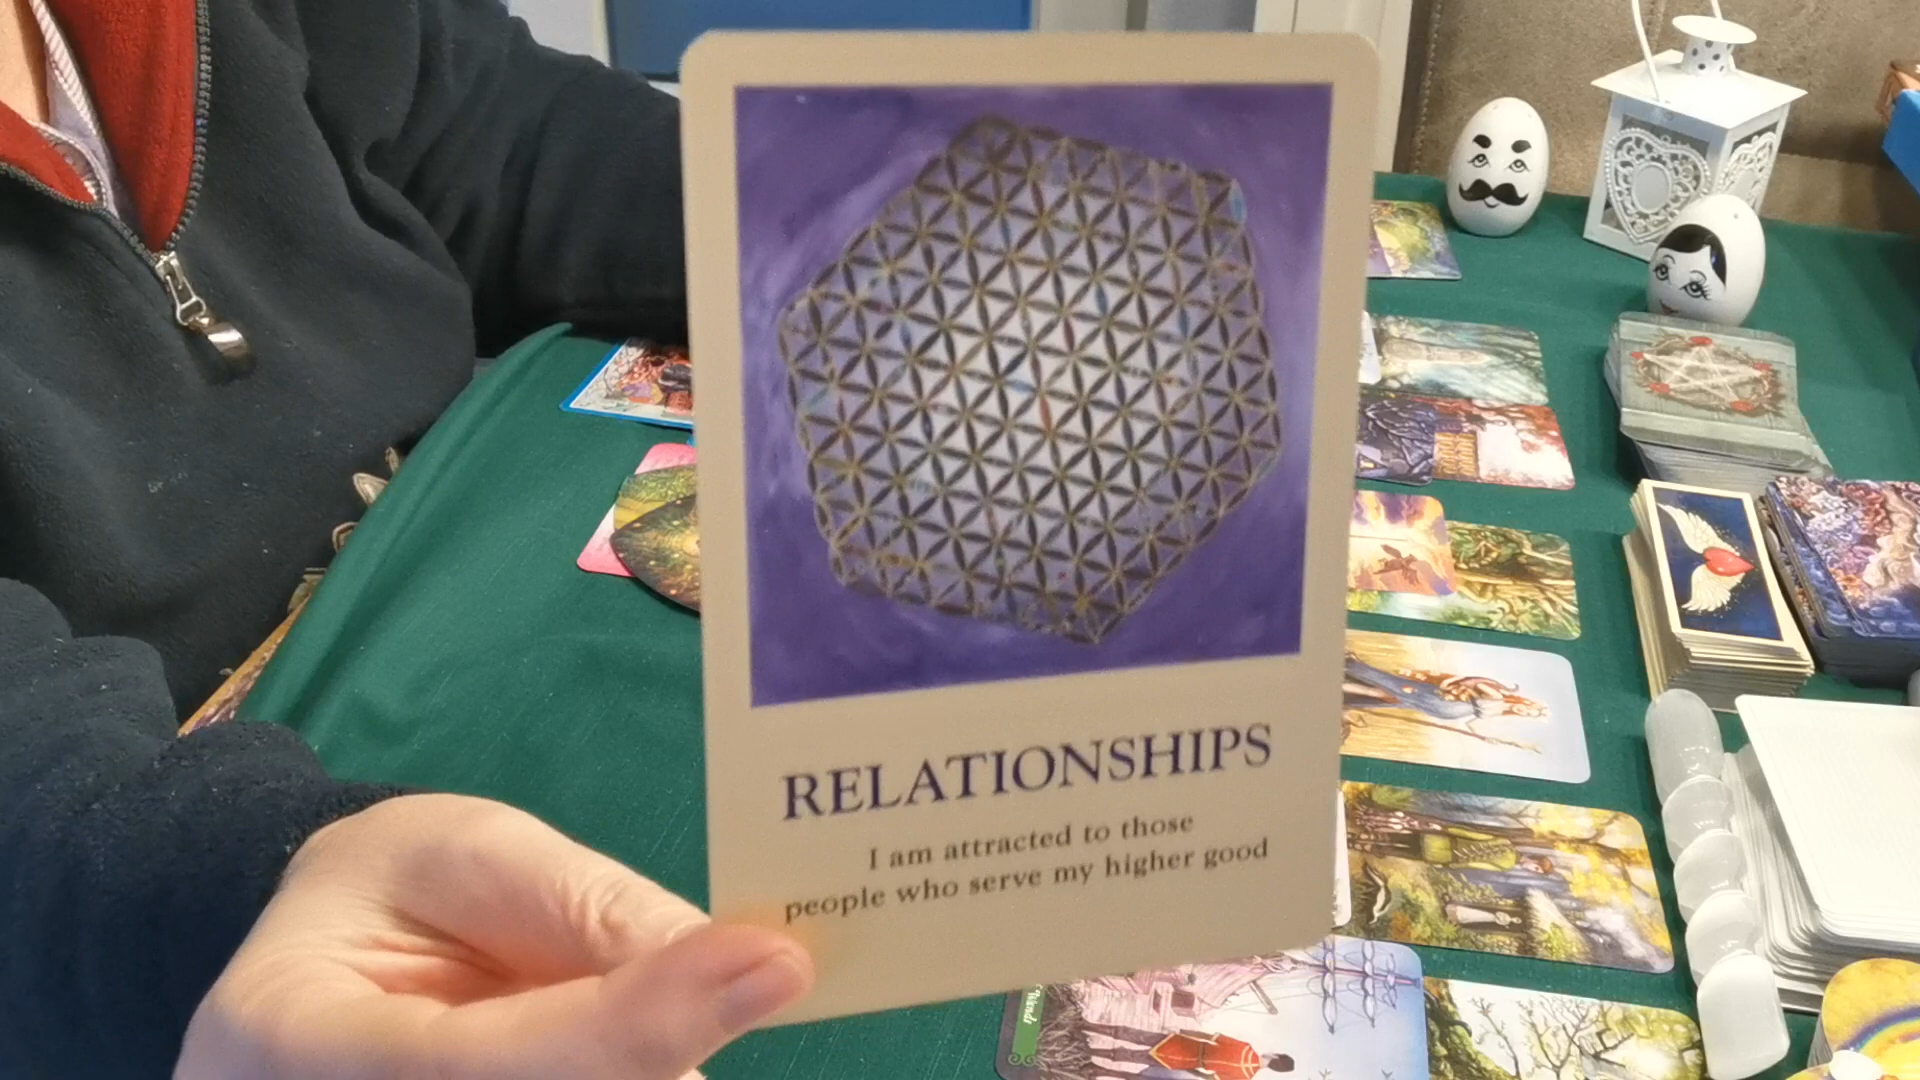 RELATIONSHIPS
I am attracted to those
people who serve my higher good